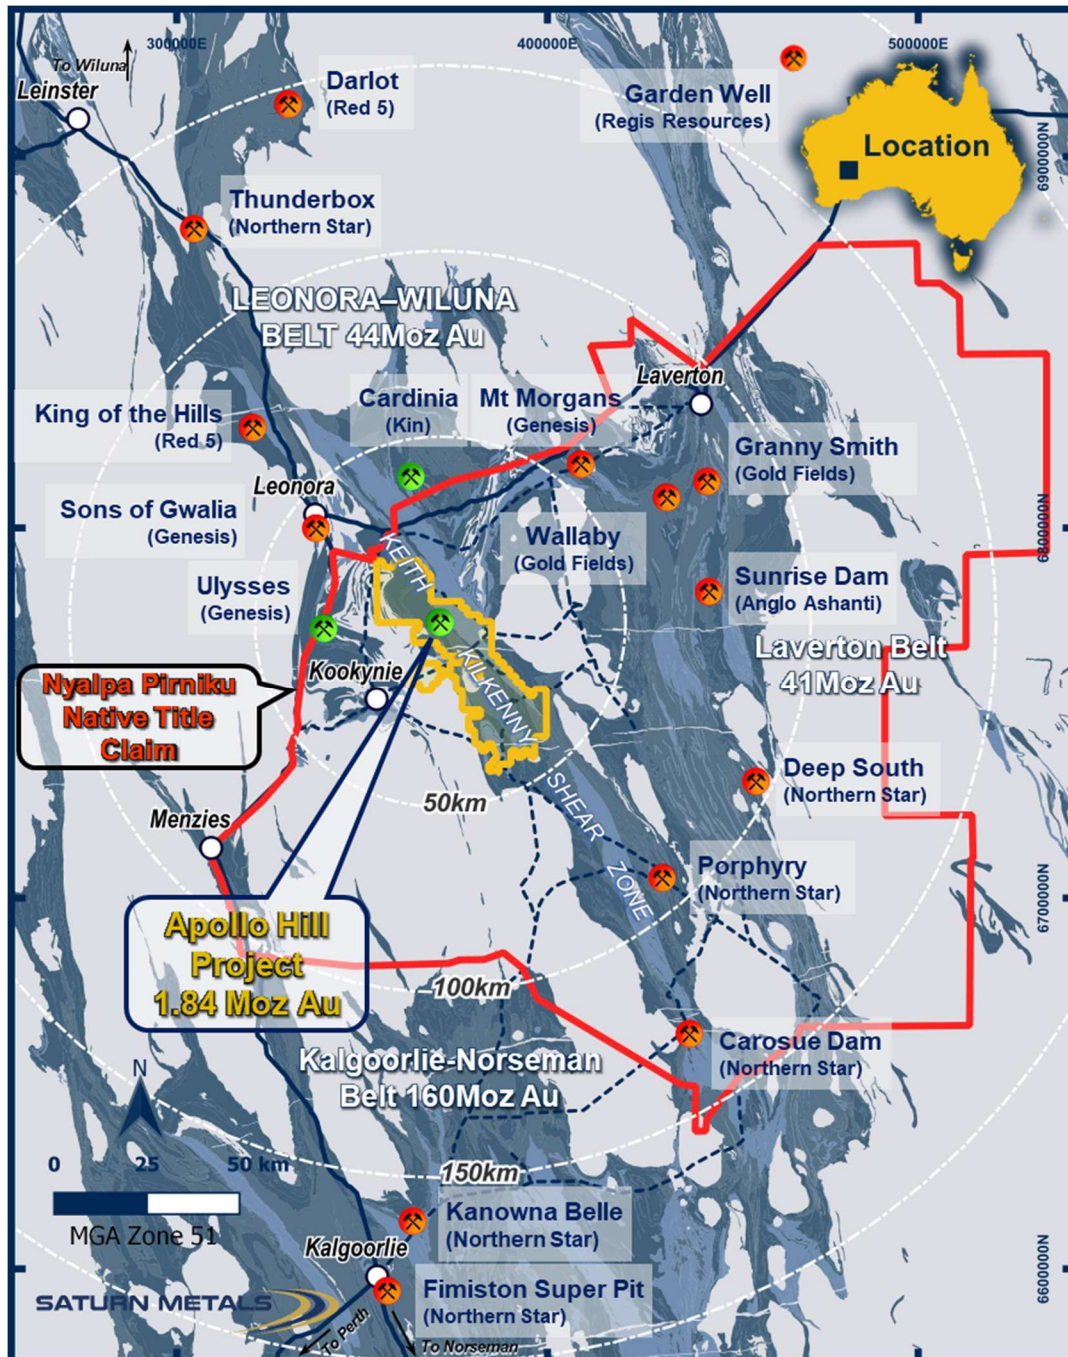 300000E
400000E
500000E
To Wiluna
Leinster
Darlot
(Red 5)
Garden Well
(Regis Resources)
Location
6900000N
Thunderbox
(Northern Star)
LEONORA–WILUNA
BELT 44Moz Au
Laverton
King of the Hills
(Red 5)
Cardinia
(Kin)
Mt Morgans
(Genesis)
Granny Smith
(Gold Fields)
Leonora
Sons of Gwalia
(Genesis)
Wallaby
(Gold Fields)
6800000N
KEITH
KILKENNY
SHEAR
ZONE
Ulysses
(Genesis)
Sunrise Dam
(Anglo Ashanti)
Laverton Belt
41Moz Au
Kookynie
Nyalpa Pirniku
Native Title
Claim
50km
Deep South
(Northern Star)
Menzies
Porphyry
(Northern Star)
6700000N
Apollo Hill
Project
1.84 Moz Au
100km
Carosue Dam
(Northern Star)
Kalgoorlie-Norseman
Belt 160Moz Au
N
0 25 50 km
MGA Zone 51
150km
Kanowna Belle
(Northern Star)
Kalgoorlie
Fimiston Super Pit
(Northern Star)
6600000N
SATURN METALS
To Perth
To Norseman